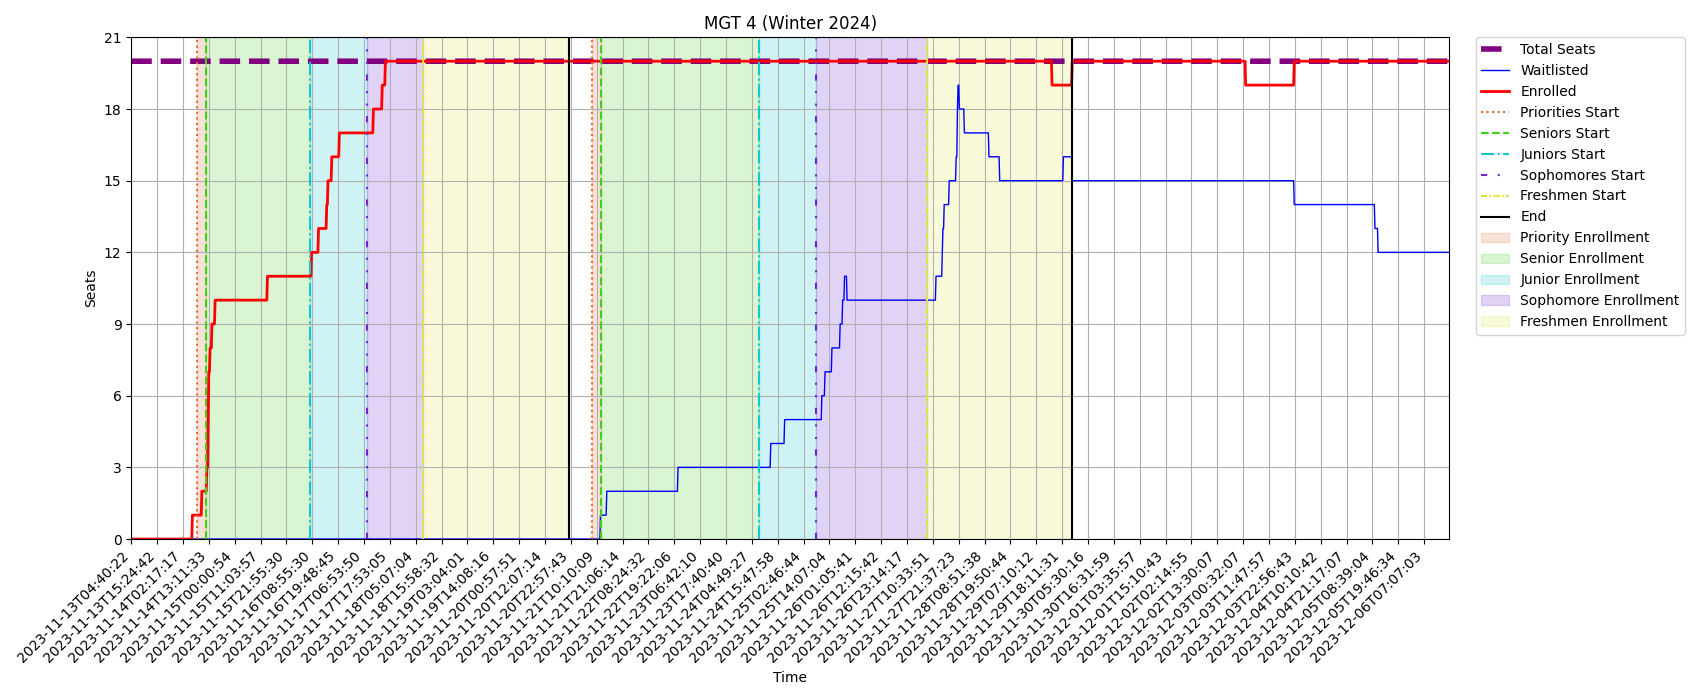 MGT 4 (Winter 2024)
21
18
15
12
9
6
3
0
Seats
2023-11-13T04:40:22
2023-11-13T15:24:42
2023-11-14T02:17:17
2023-11-14T13:11:33
2023-11-15T00:00:54
2023-11-15T11:03:57
2023-11-15T21:55:30
2023-11-16T08:55:30
2023-11-16T19:48:45
2023-11-17T06:53:50
2023-11-17T17:53:05
2023-11-18T05:07:04
2023-11-18T15:58:32
2023-11-19T03:04:01
2023-11-19T14:08:16
2023-11-20T00:57:51
2023-11-20T12:07:14
2023-11-20T22:57:43
2023-11-21T10:10:09
2023-11-21T21:06:14
2023-11-22T08:24:32
2023-11-22T19:22:06
2023-11-23T06:42:10
2023-11-23T17:40:40
2023-11-24T04:49:27
2023-11-24T15:47:58
2023-11-25T02:46:44
2023-11-25T14:07:04
2023-11-26T01:05:41
2023-11-26T12:15:42
2023-11-26T23:14:17
2023-11-27T10:33:51
2023-11-27T21:37:23
2023-11-28T08:51:38
2023-11-28T19:50:44
2023-11-29T07:10:12
2023-11-29T18:11:31
2023-11-30T05:30:16
2023-11-30T16:31:59
2023-12-01T03:35:57
2023-12-01T15:10:43
2023-12-02T02:14:55
2023-12-02T13:30:07
2023-12-03T00:32:07
2023-12-03T11:47:57
2023-12-03T22:56:43
2023-12-04T10:10:42
2023-12-04T21:17:07
2023-12-05T08:39:04
2023-12-05T19:46:34
2023-12-06T07:07:03
Time
Total Seats
Waitlisted
Enrolled
Priorities Start
Seniors Start
Juniors Start
Sophomores Start
Freshmen Start
End
Priority Enrollment
Senior Enrollment
Junior Enrollment
Sophomore Enrollment
Freshmen Enrollment